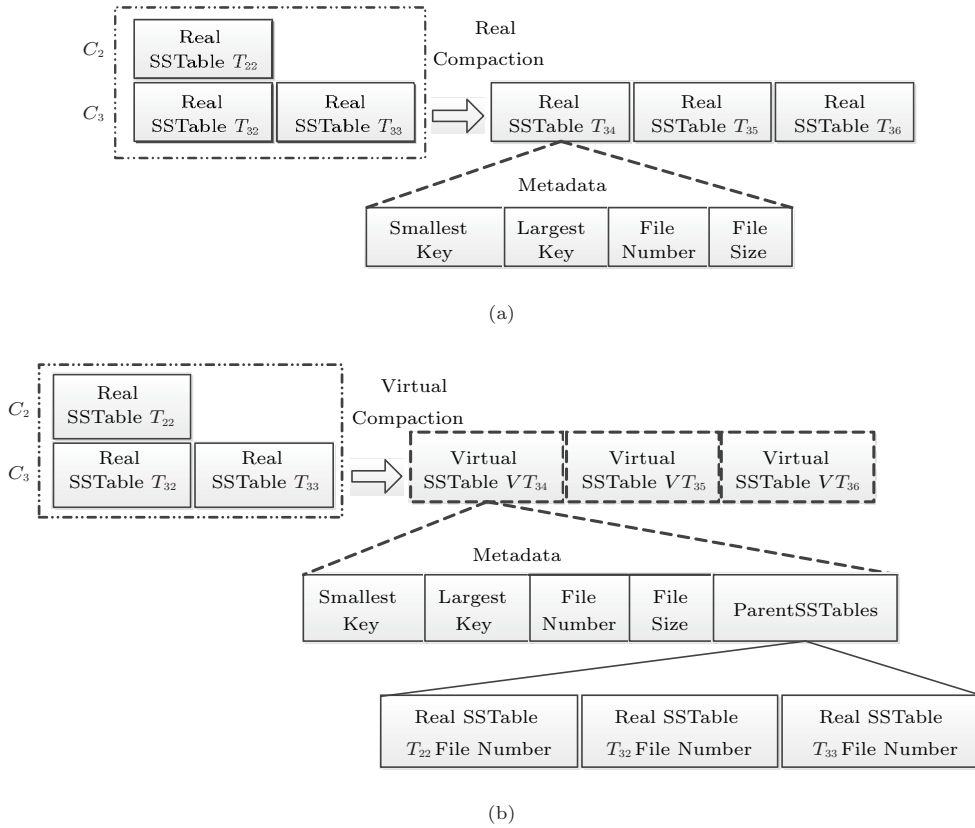 C₂
Real
SSTable T₂₂
Real
Compaction
C₃
Real
SSTable T₃₂
Real
SSTable T₃₃
Real
SSTable T₃₄
Real
SSTable T₃₅
Real
SSTable T₃₆
Metadata
Smallest
Key
Largest
Key
File
Number
File
Size
(a)
C₂
Real
SSTable T₂₂
Virtual
Compaction
C₃
Real
SSTable T₃₂
Real
SSTable T₃₃
Virtual
SSTable VT₃₄
Virtual
SSTable VT₃₅
Virtual
SSTable VT₃₆
Metadata
Smallest
Key
Largest
Key
File
Number
File
Size
ParentSSTables
Real SSTable
T₂₂ File Number
Real SSTable
T₃₂ File Number
Real SSTable
T₃₃ File Number
(b)